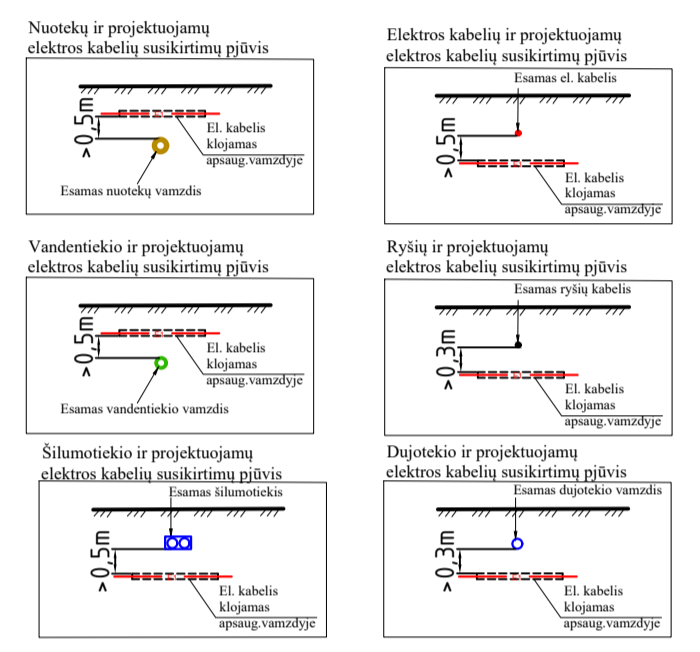 Nuotekų ir projektuojamų
elektros kabelių susikirtimų pjūvis
>0,5m
El. kabelis
klojamas
apsaug.vamzdyje
Esamas nuotekų vamzdis
Elektros kabelių ir projektuojamų
elektros kabelių susikirtimų pjūvis
Esamas el. kabelis
>0,5m
El. kabelis
klojamas
apsaug.vamzdyje
Vandentiekio ir projektuojamų
elektros kabelių susikirtimų pjūvis
>0,5m
El. kabelis
klojamas
apsaug.vamzdyje
Esamas vandentiekio vamzdis
Ryšių ir projektuojamų
elektros kabelių susikirtimų pjūvis
Esamas ryšių kabelis
>0,3m
El. kabelis
klojamas
apsaug.vamzdyje
Šilumotiekio ir projektuojamų
elektros kabelių susikirtimų pjūvis
Esamas šilumotiekis
>0,5m
El. kabelis
klojamas
apsaug.vamzdyje
Dujotekio ir projektuojamų
elektros kabelių susikirtimų pjūvis
Esamas dujotekio vamzdis
>0,3m
El. kabelis
klojamas
apsaug.vamzdyje